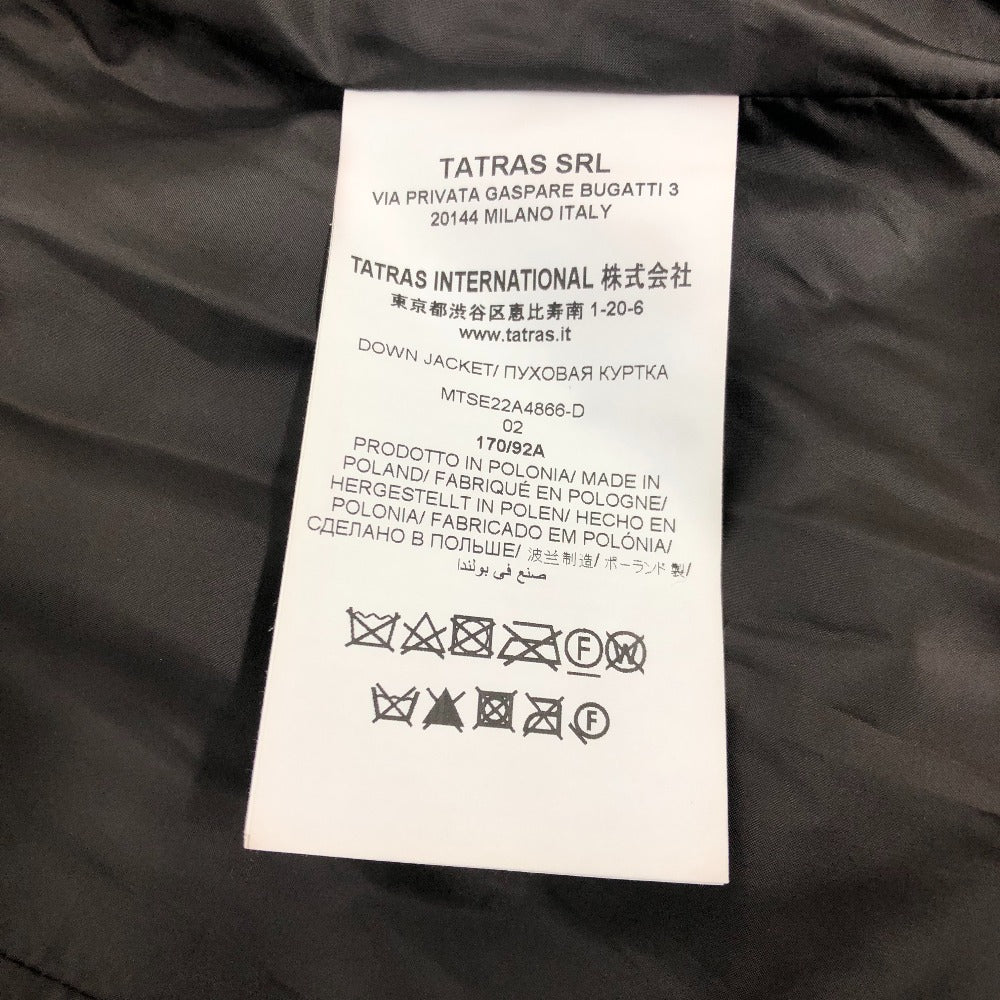 TATRAS SRL
VIA PRIVATA GASPARE BUGATTI 3
20144 MILANO ITALY
TATRAS INTERNATIONAL 株式会社
東京都渋谷区恵比寿南 1-20-6
www.tatras.it
DOWN JACKET/ ПУХОВАЯ КУРТКА
MTSE22A4866-D
02
170/92A
PRODOTTO IN POLONIA/ MADE IN
POLAND/ FABRIQUÉ EN POLOGNE/
HERGESTELLT IN POLEN/ HECHO EN
POLONIA/ FABRICADO EM POLÓNIA/
СДЕЛАНО В ПОЛЬШЕ/ 波兰制造/ ポーランド製/
صنع في بولندا
F W
F